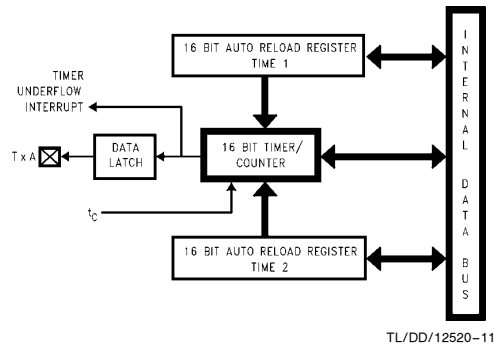 16 BIT AUTO RELOAD REGISTER
TIME 1
TIMER
UNDERFLOW
INTERRUPT
TxA
DATA
LATCH
16 BIT TIMER/
COUNTER
tC
16 BIT AUTO RELOAD REGISTER
TIME 2
INTERNAL DATA BUS
TL/DD/12520-11